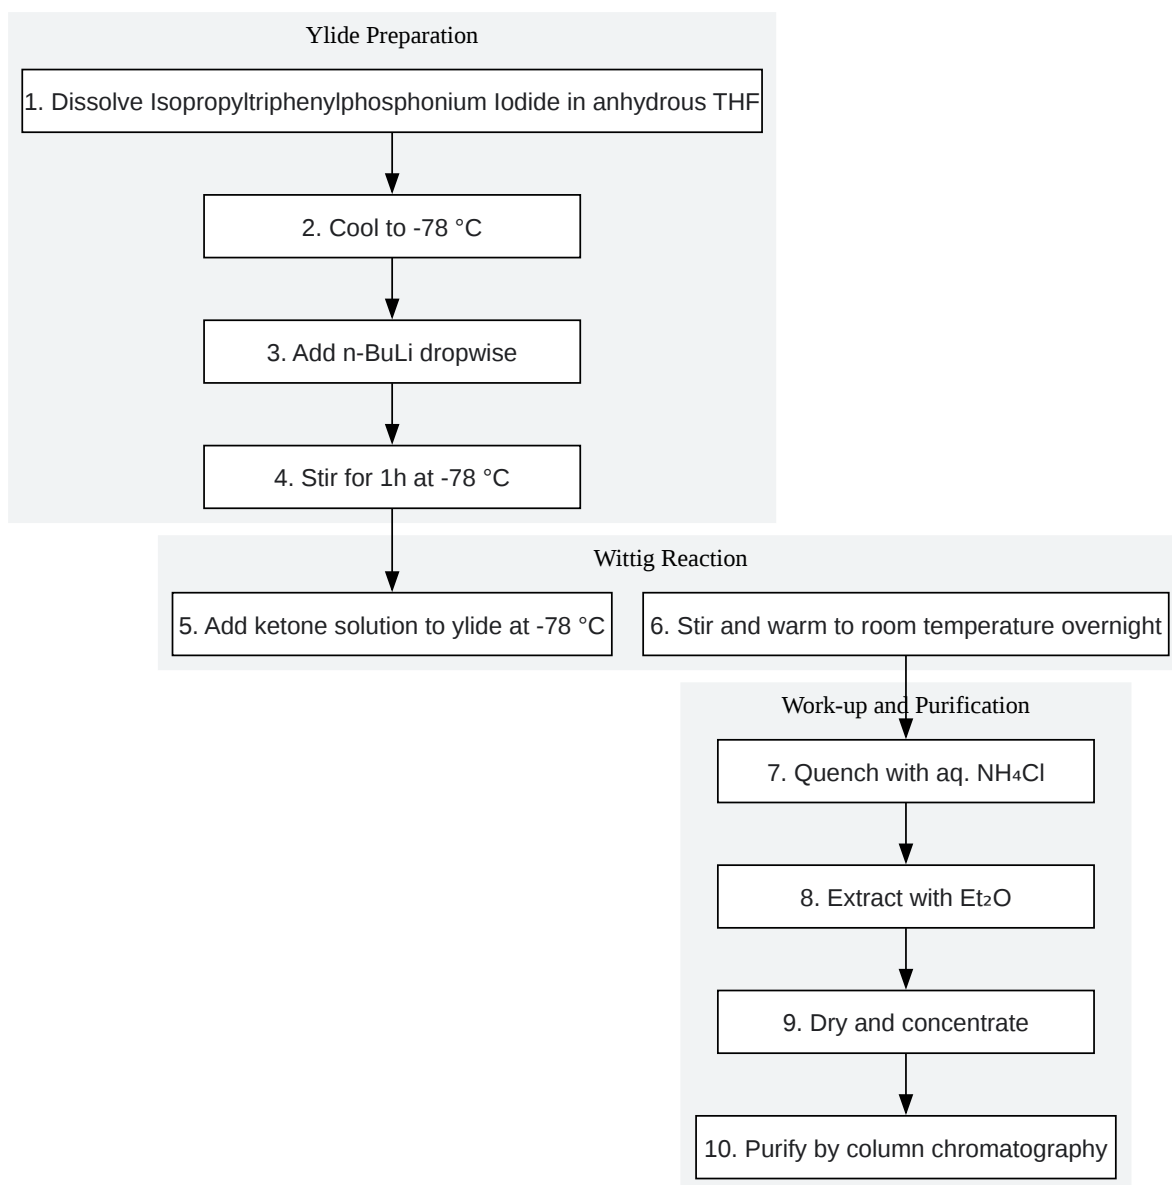 Ylide Preparation
1. Dissolve Isopropyltriphenylphosphonium Iodide in anhydrous THF
2. Cool to -78 °C
3. Add n-BuLi dropwise
4. Stir for 1h at -78 °C
Wittig Reaction
5. Add ketone solution to ylide at -78 °C
6. Stir and warm to room temperature overnight
Work-up and Purification
7. Quench with aq. NH₄Cl
8. Extract with Et₂O
9. Dry and concentrate
10. Purify by column chromatography